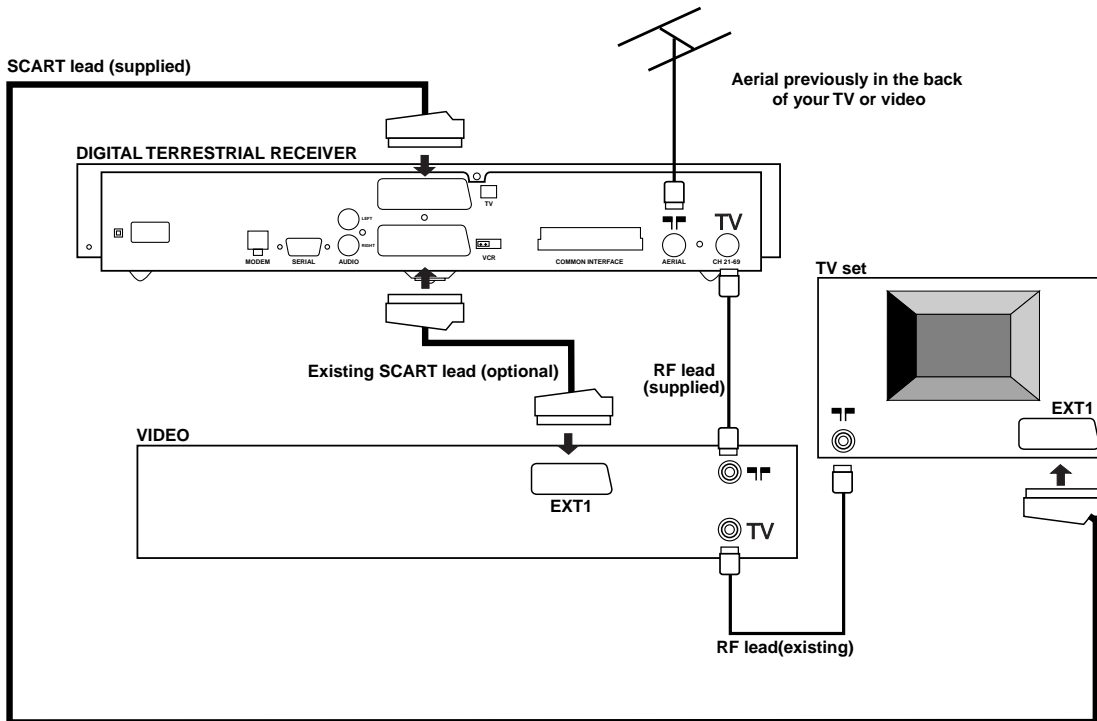 SCART lead (supplied)
Aerial previously in the back
of your TV or video
DIGITAL TERRESTRIAL RECEIVER
TV
LEFT
RIGHT
MODEM
SERIAL
AUDIO
VCR
COMMON INTERFACE
AERIAL
TV
CH 21-69
TV set
EXT1
Existing SCART lead (optional)
RF lead
(supplied)
VIDEO
EXT1
TV
RF lead(existing)